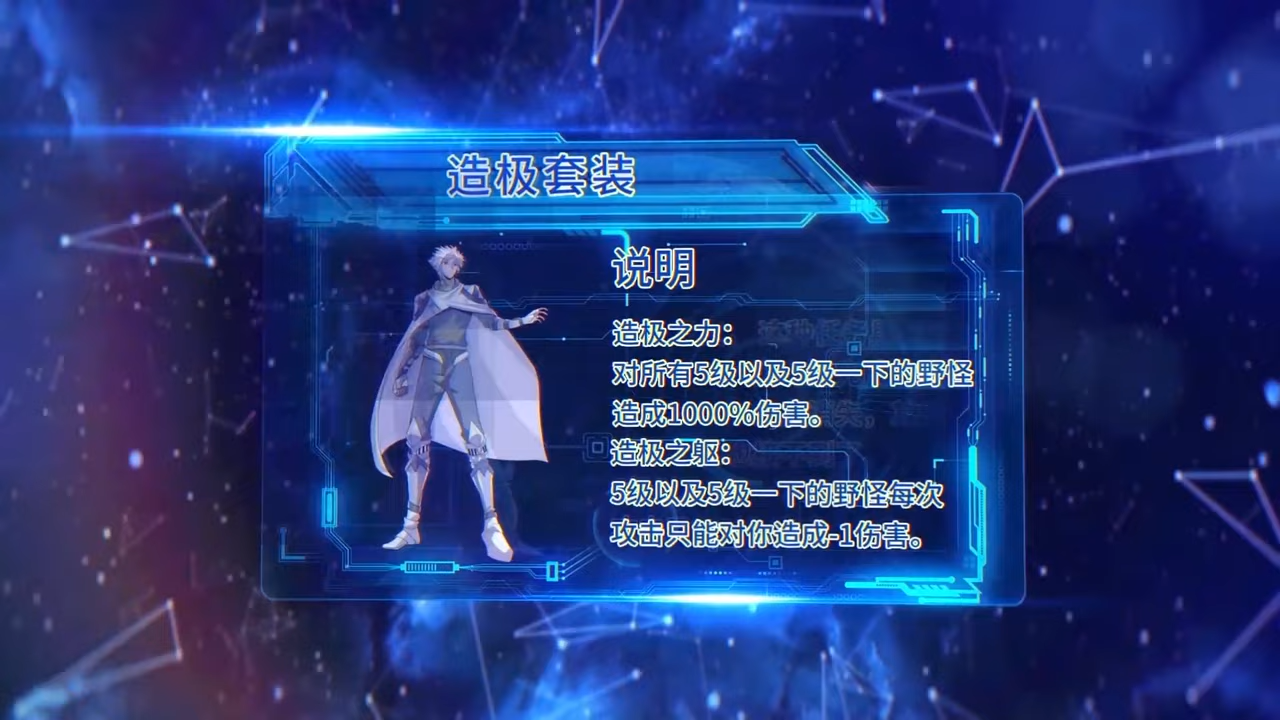 造极套装
说明
造极之力：
对所有5级以及5级一下的野怪
造成1000%伤害。
造极之躯：
5级以及5级一下的野怪每次
攻击只能对你造成-1伤害。